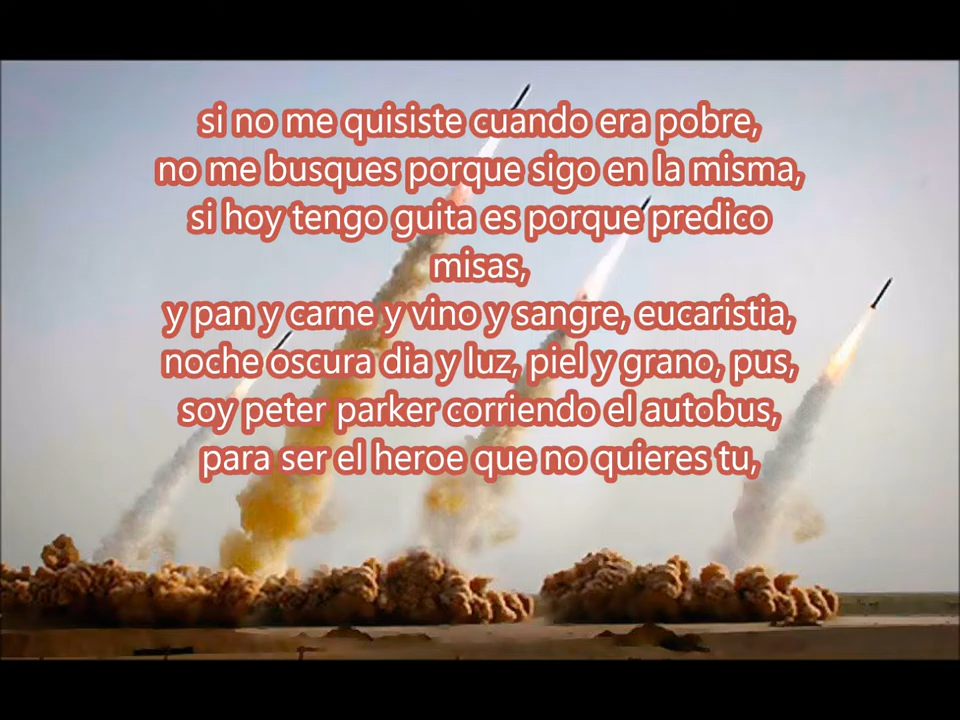 si no me quisiste cuando era pobre,
no me busques porque sigo en la misma,
si hoy tengo guita es porque predico
misas,
y pan y carne y vino y sangre, eucaristia,
noche oscura dia y luz, piel y grano, pus,
soy peter parker corriendo el autobus,
para ser el heroe que no quieres tu,